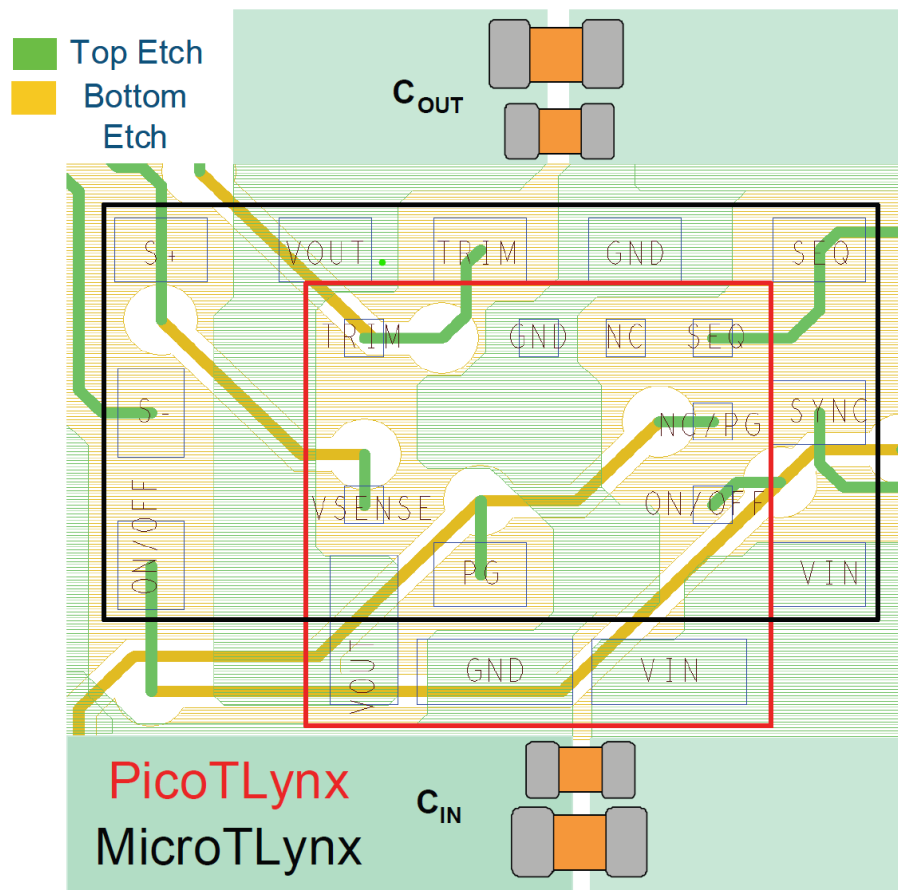 Top Etch
Bottom
Etch
COUT
S+
VOUT
TRIM
GND
SEQ
TRIM
GND
NC
SEQ
S-
NC/PG
SYNC
ON/OFF
VSENSE
ON/OFF
PG
VIN
VOUT
GND
VIN
PicoTLynx
MicroTLynx
CIN